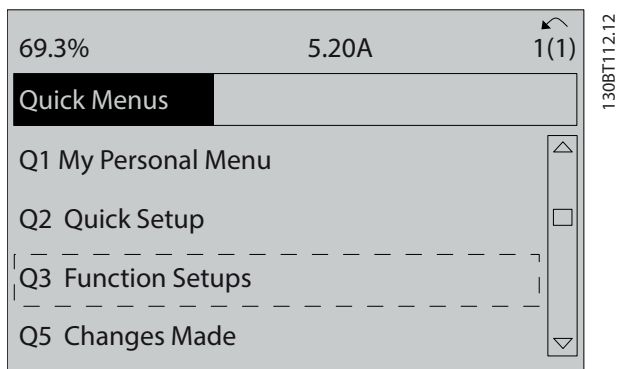 69.3% 5.20A 1(1)
Quick Menus
Q1 My Personal Menu
Q2 Quick Setup
Q3 Function Setups
Q5 Changes Made
130BT112.12